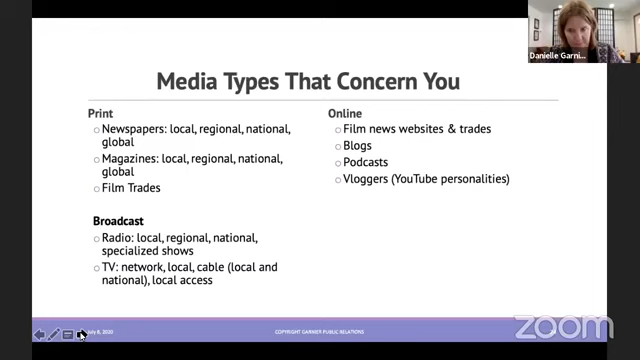 Danielle Garni...
Media Types That Concern You
Print
Newspapers: local, regional, national,
global
Magazines: local, regional, national,
global
Film Trades
Broadcast
Radio: local, regional, national,
specialized shows
TV: network, local, cable (local and
national), local access
Online
Film news websites & trades
Blogs
Podcasts
Vloggers (YouTube personalities)
July 8, 2020
COPYRIGHT GARNIER PUBLIC RELATIONS
zoom